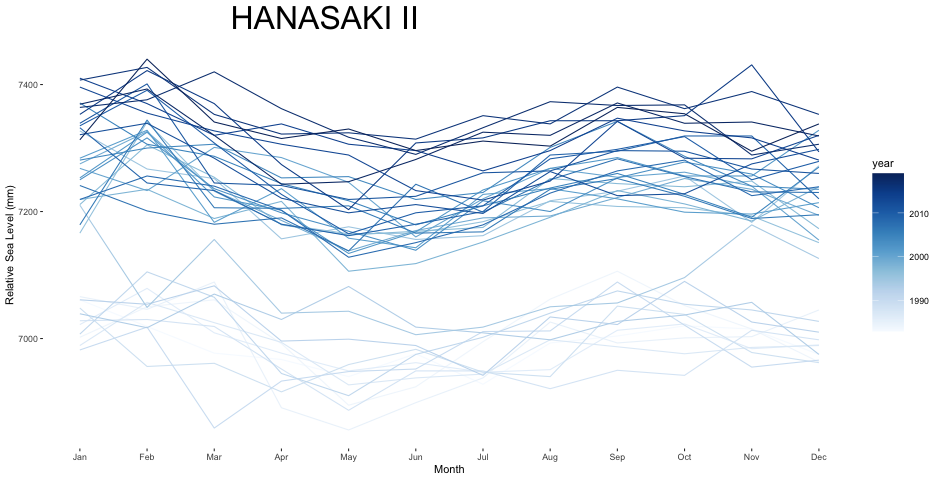 HANASAKI II
7400
7200
7000
Relative Sea Level (mm)
Jan Feb Mar Apr May Jun Jul Aug Sep Oct Nov Dec
Month
year
2010
2000
1990